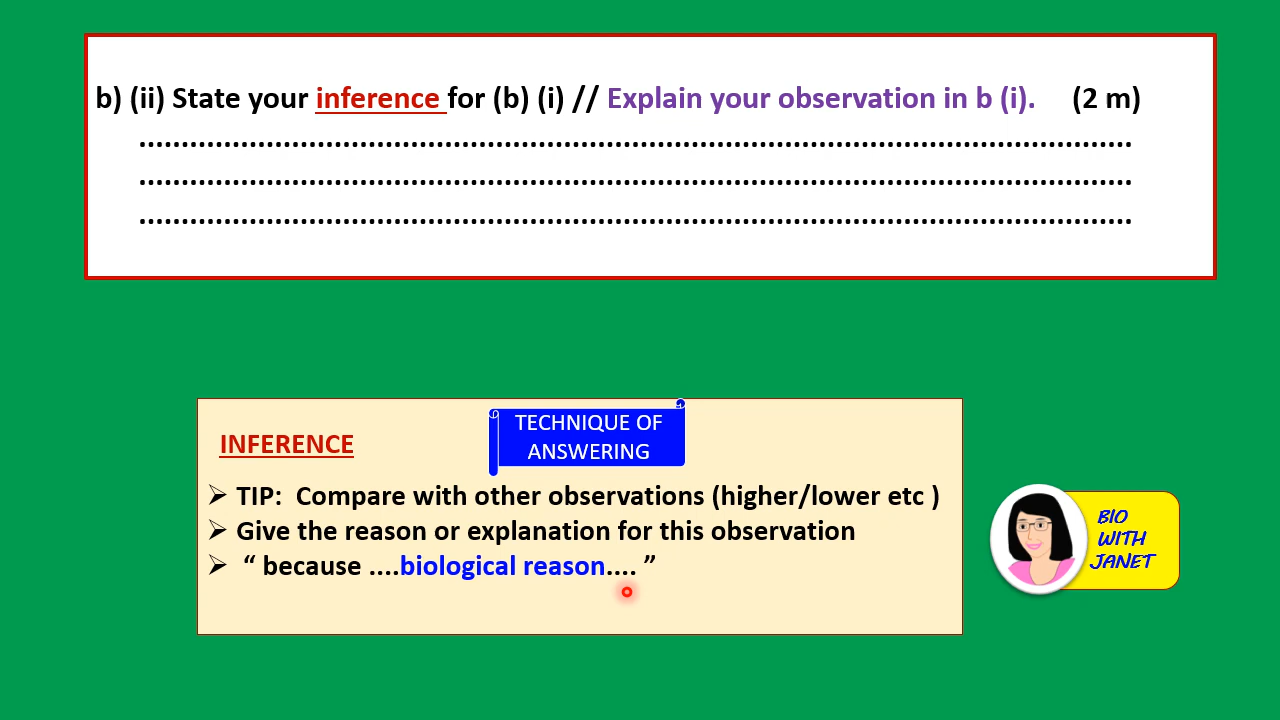 b) (ii) State your inference for (b) (i) // Explain your observation in b (i). (2 m)
........................................................................................................................
........................................................................................................................
........................................................................................................................
TECHNIQUE OF
ANSWERING
INFERENCE
➢ TIP: Compare with other observations (higher/lower etc )
➢ Give the reason or explanation for this observation
➢ “ because ....biological reason.... ”
BIO
WITH
JANET